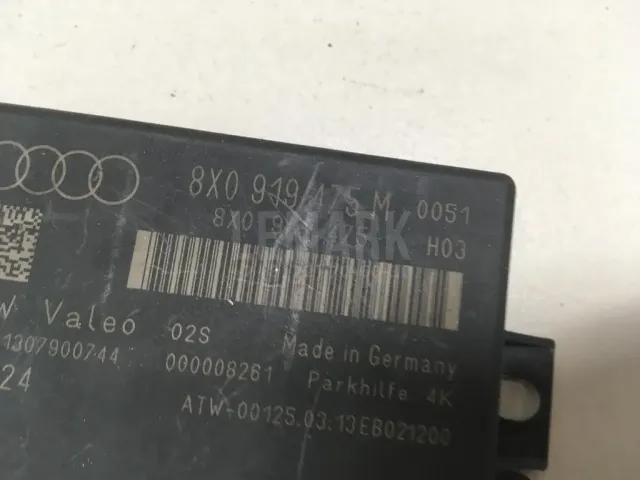 8X0 919 475 M 0051
8X0 H03
Valeo 02S Made in Germany
1307900744 000008261 Parkhilfe 4K
24
ATW-00125.03.13EB021200